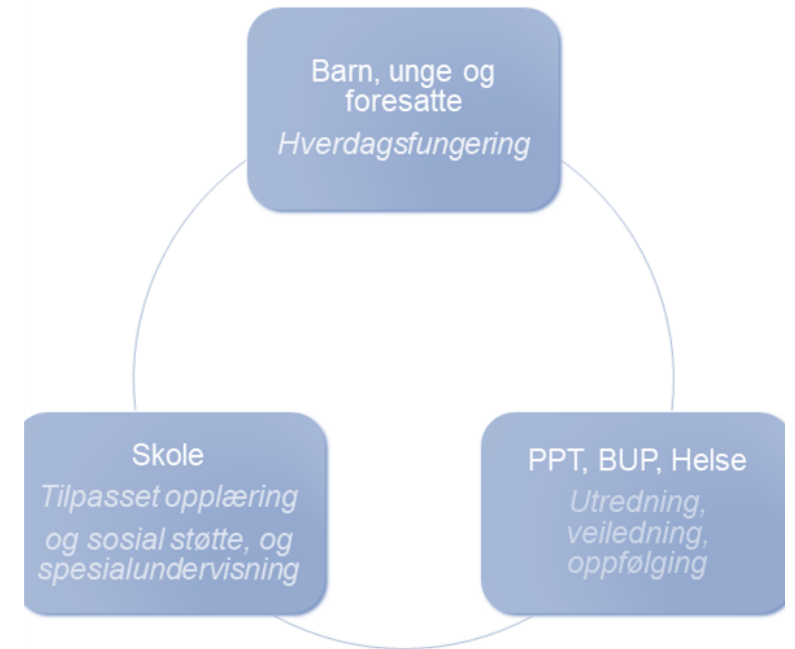 Barn, unge og
foresatte
Hverdagsfungering
Skole
Tilpasset opplæring
og sosial støtte, og
spesialundervisning
PPT, BUP, Helse
Utredning,
veiledning,
oppfølging